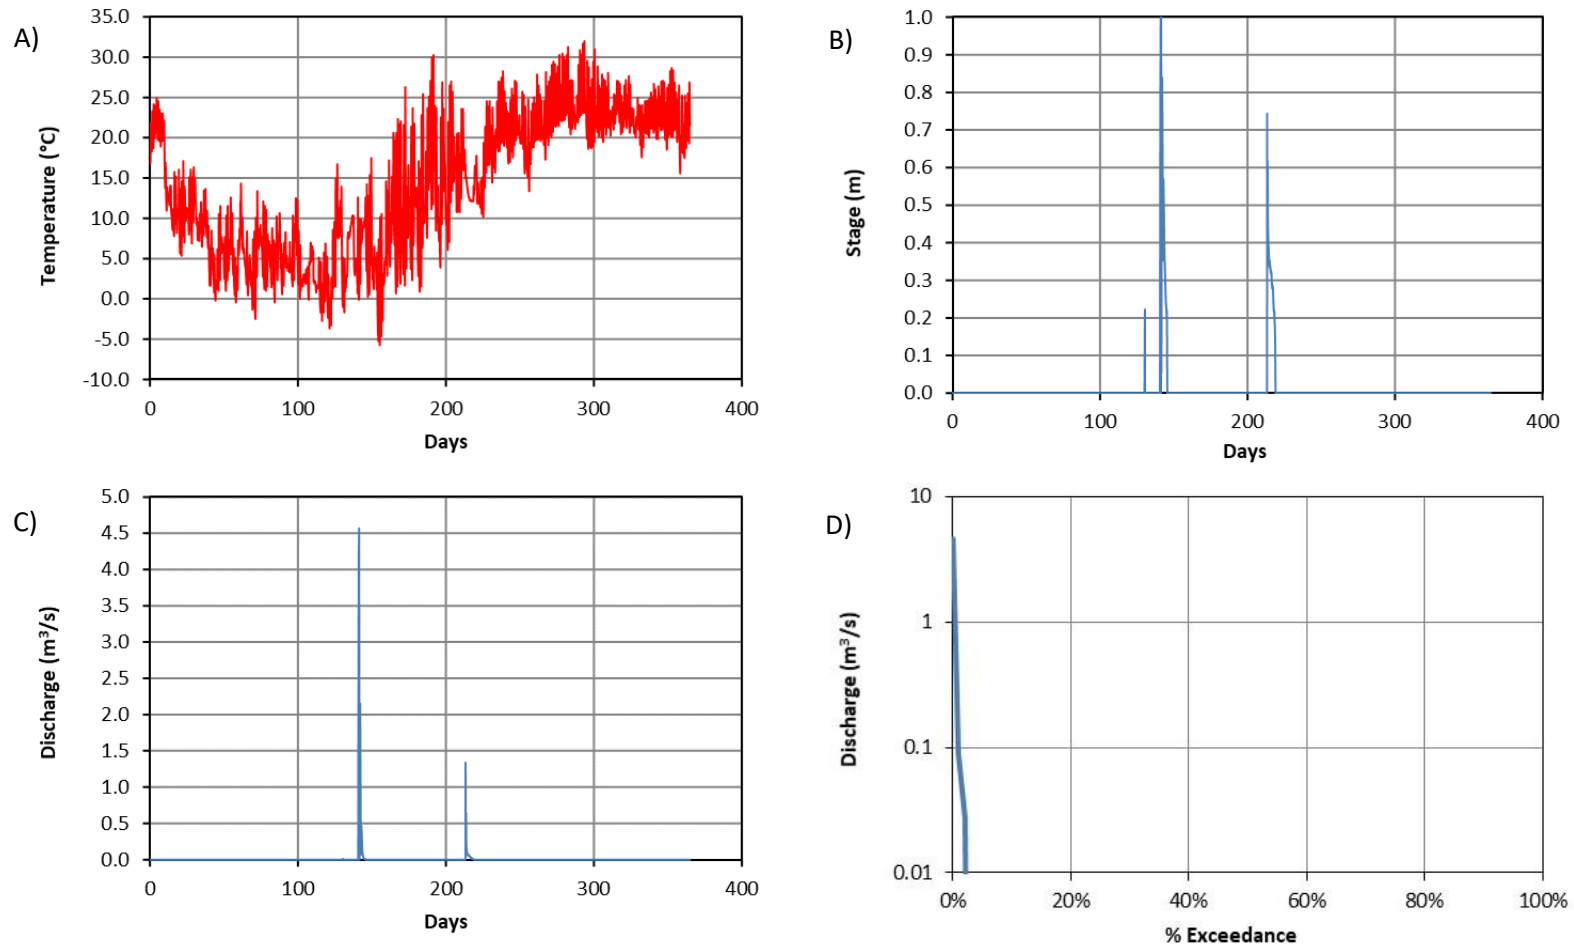 A)
35.0
30.0
25.0
20.0
15.0
10.0
5.0
0.0
-5.0
-10.0
Temperature (°C)
0 100 200 300 400
Days
B)
1.0
0.9
0.8
0.7
0.6
0.5
0.4
0.3
0.2
0.1
0.0
Stage (m)
0 100 200 300 400
Days
C)
5.0
4.5
4.0
3.5
3.0
2.5
2.0
1.5
1.0
0.5
0.0
Discharge (m³/s)
0 100 200 300 400
Days
D)
10
1
0.1
0.01
Discharge (m³/s)
0% 20% 40% 60% 80% 100%
% Exceedance